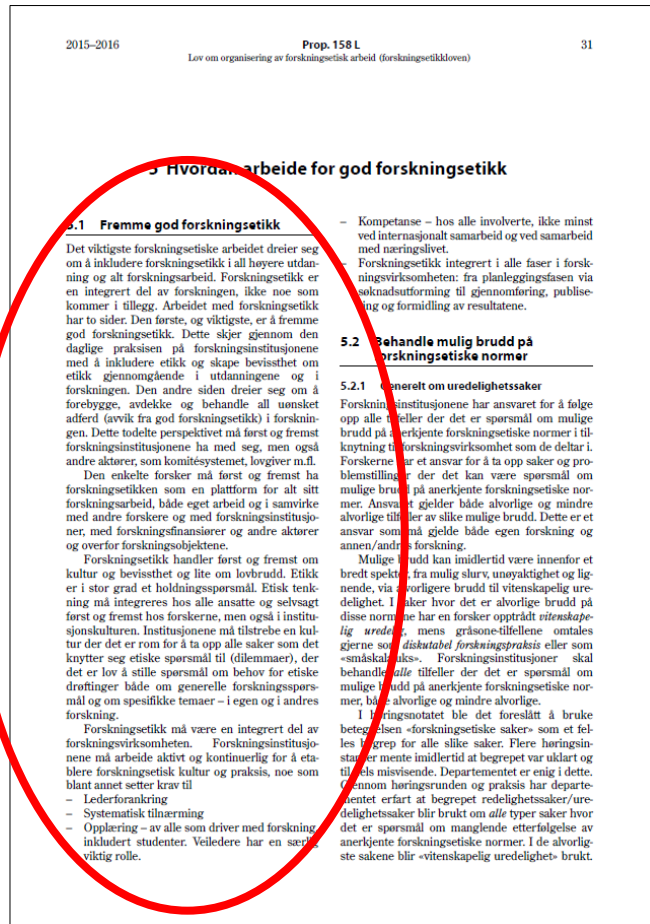 2015–2016
Prop. 158 L
31
Lov om organisering av forskningsetisk arbeid (forskningsetikkloven)
5 Hvordan arbeide for god forskningsetikk
5.1 Fremme god forskningsetikk
Det viktigste forskningsetiske arbeidet dreier seg
om å inkludere forskningsetikk i all høyere utdan-
ning og alt forskningsarbeid. Forskningsetikk er
en integrert del av forskningen, ikke noe som
kommer i tillegg. Arbeidet med forskningsetikk
har to sider. Den første, og viktigste, er å fremme
god forskningsetikk. Dette skjer gjennom den
daglige praksisen på forskningsinstitusjonene
med å inkludere etikk og skape bevissthet om
etikk gjennomgående i utdanningene og i
forskningen. Den andre siden dreier seg om å
forebygge, avdekke og behandle all uønsket
adferd (avvik fra god forskningsetikk) i forsknin-
gen. Dette todelte perspektivet må først og fremst
forskningsinstitusjonene ha med seg, men også
andre aktører, som komitésystemet, lovgiver m.fl.
Den enkelte forsker må først og fremst ha
forskningsetikken som en plattform for alt sitt
forskningsarbeid, både eget arbeid og i samvirke
med andre forskere og med forskningsinstitusjo-
ner, med forskningsfinansiører og andre aktører
og overfor forskningsobjektene.
Forskningsetikk handler først og fremst om
kultur og bevissthet og lite om lovbrudd. Etikk
er i stor grad et holdningsspørsmål. Etisk tenk-
ning må integreres hos alle ansatte og selvsagt
først og fremst hos forskerne, men også i institu-
sjonskulturen. Institusjonene må tilstrebe en kul-
tur der det er rom for å ta opp alle saker som det
knytter seg etiske spørsmål til (dilemmaer), der
det er lov å stille spørsmål om behov for etiske
drøftinger både om generelle forskningsspørs-
mål og om spesifikke temaer – i egen og i andres
forskning.
Forskningsetikk må være en integrert del av
forskningsvirksomheten. Forskningsinstitusjo-
nene må arbeide aktivt og kontinuerlig for å eta-
blere forskningsetisk kultur og praksis, noe som
blant annet setter krav til
– Lederforankring
– Systematisk tilnærming
– Opplæring – av alle som driver med forskning,
inkludert studenter. Veiledere har en særlig
viktig rolle.
– Kompetanse – hos alle involverte, ikke minst
ved internasjonalt samarbeid og ved samarbeid
med næringslivet.
– Forskningsetikk integrert i alle faser i forsk-
ningsvirksomheten: fra planleggingsfasen via
søknadsutforming til gjennomføring, publise-
ring og formidling av resultatene.
5.2 Behandle mulig brudd på
forskningsetiske normer
5.2.1 Generelt om uredelighetssaker
Forskningsinstitusjonene har ansvaret for å følge
opp alle tilfeller der det er spørsmål om mulige
brudd på anerkjente forskningsetiske normer i til-
knytning til forskningsvirksomhet som de deltar i.
Forskerne har et ansvar for å ta opp saker og pro-
blemstillinger der det kan være spørsmål om
mulige brudd på anerkjente forskningsetiske nor-
mer. Ansvaret gjelder både alvorlige og mindre
alvorlige tilfeller av slike mulige brudd. Dette er et
ansvar som må gjelde både egen forskning og
annen/andres forskning.
Mulige brudd kan imidlertid være innenfor et
bredt spekter, fra mulig slurv, unøyaktighet og lig-
nende, via alvorligere brudd til vitenskapelig ure-
delighet. I saker hvor det er alvorlige brudd på
disse normene har en forsker opptrådt vitenskape-
lig uredelig, mens gråsone-tilfellene omtales
gjerne som diskutabel forskningspraksis eller som
«småskalajuks». Forskningsinstitusjoner skal
behandle alle tilfeller der det er spørsmål om
mulige brudd på anerkjente forskningsetiske nor-
mer, både alvorlige og mindre alvorlige.
I høringsnotatet ble det foreslått å bruke
betegnelsen «forskningsetiske saker» som et fel-
les begrep for alle slike saker. Flere høringsin-
stanser mente imidlertid at begrepet var uklart og
til dels misvisende. Departementet er enig i dette.
Gjennom høringsrunden og praksis har departe-
mentet erfart at begrepet redelighetssaker/ure-
delighetssaker blir brukt om alle typer saker hvor
det er spørsmål om manglende etterfølgelse av
anerkjente forskningsetiske normer. I de alvorlig-
ste sakene blir «vitenskapelig uredelighet» brukt.